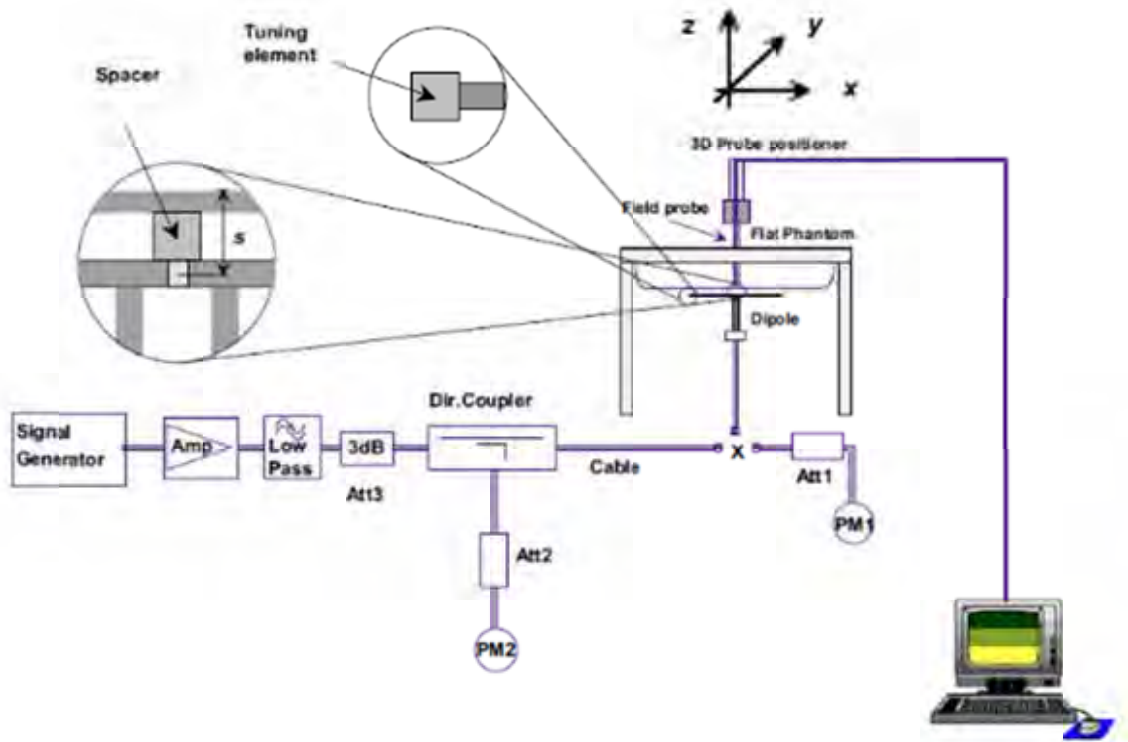 Tuning
element
Spacer
z
y
x
3D Probe positioner
Field probe
Flat Phantom
s
Dipole
Dir.Coupler
Signal
Generator
Amp
Low
Pass
3dB
Att3
Cable
x
Att1
PM1
Att2
PM2